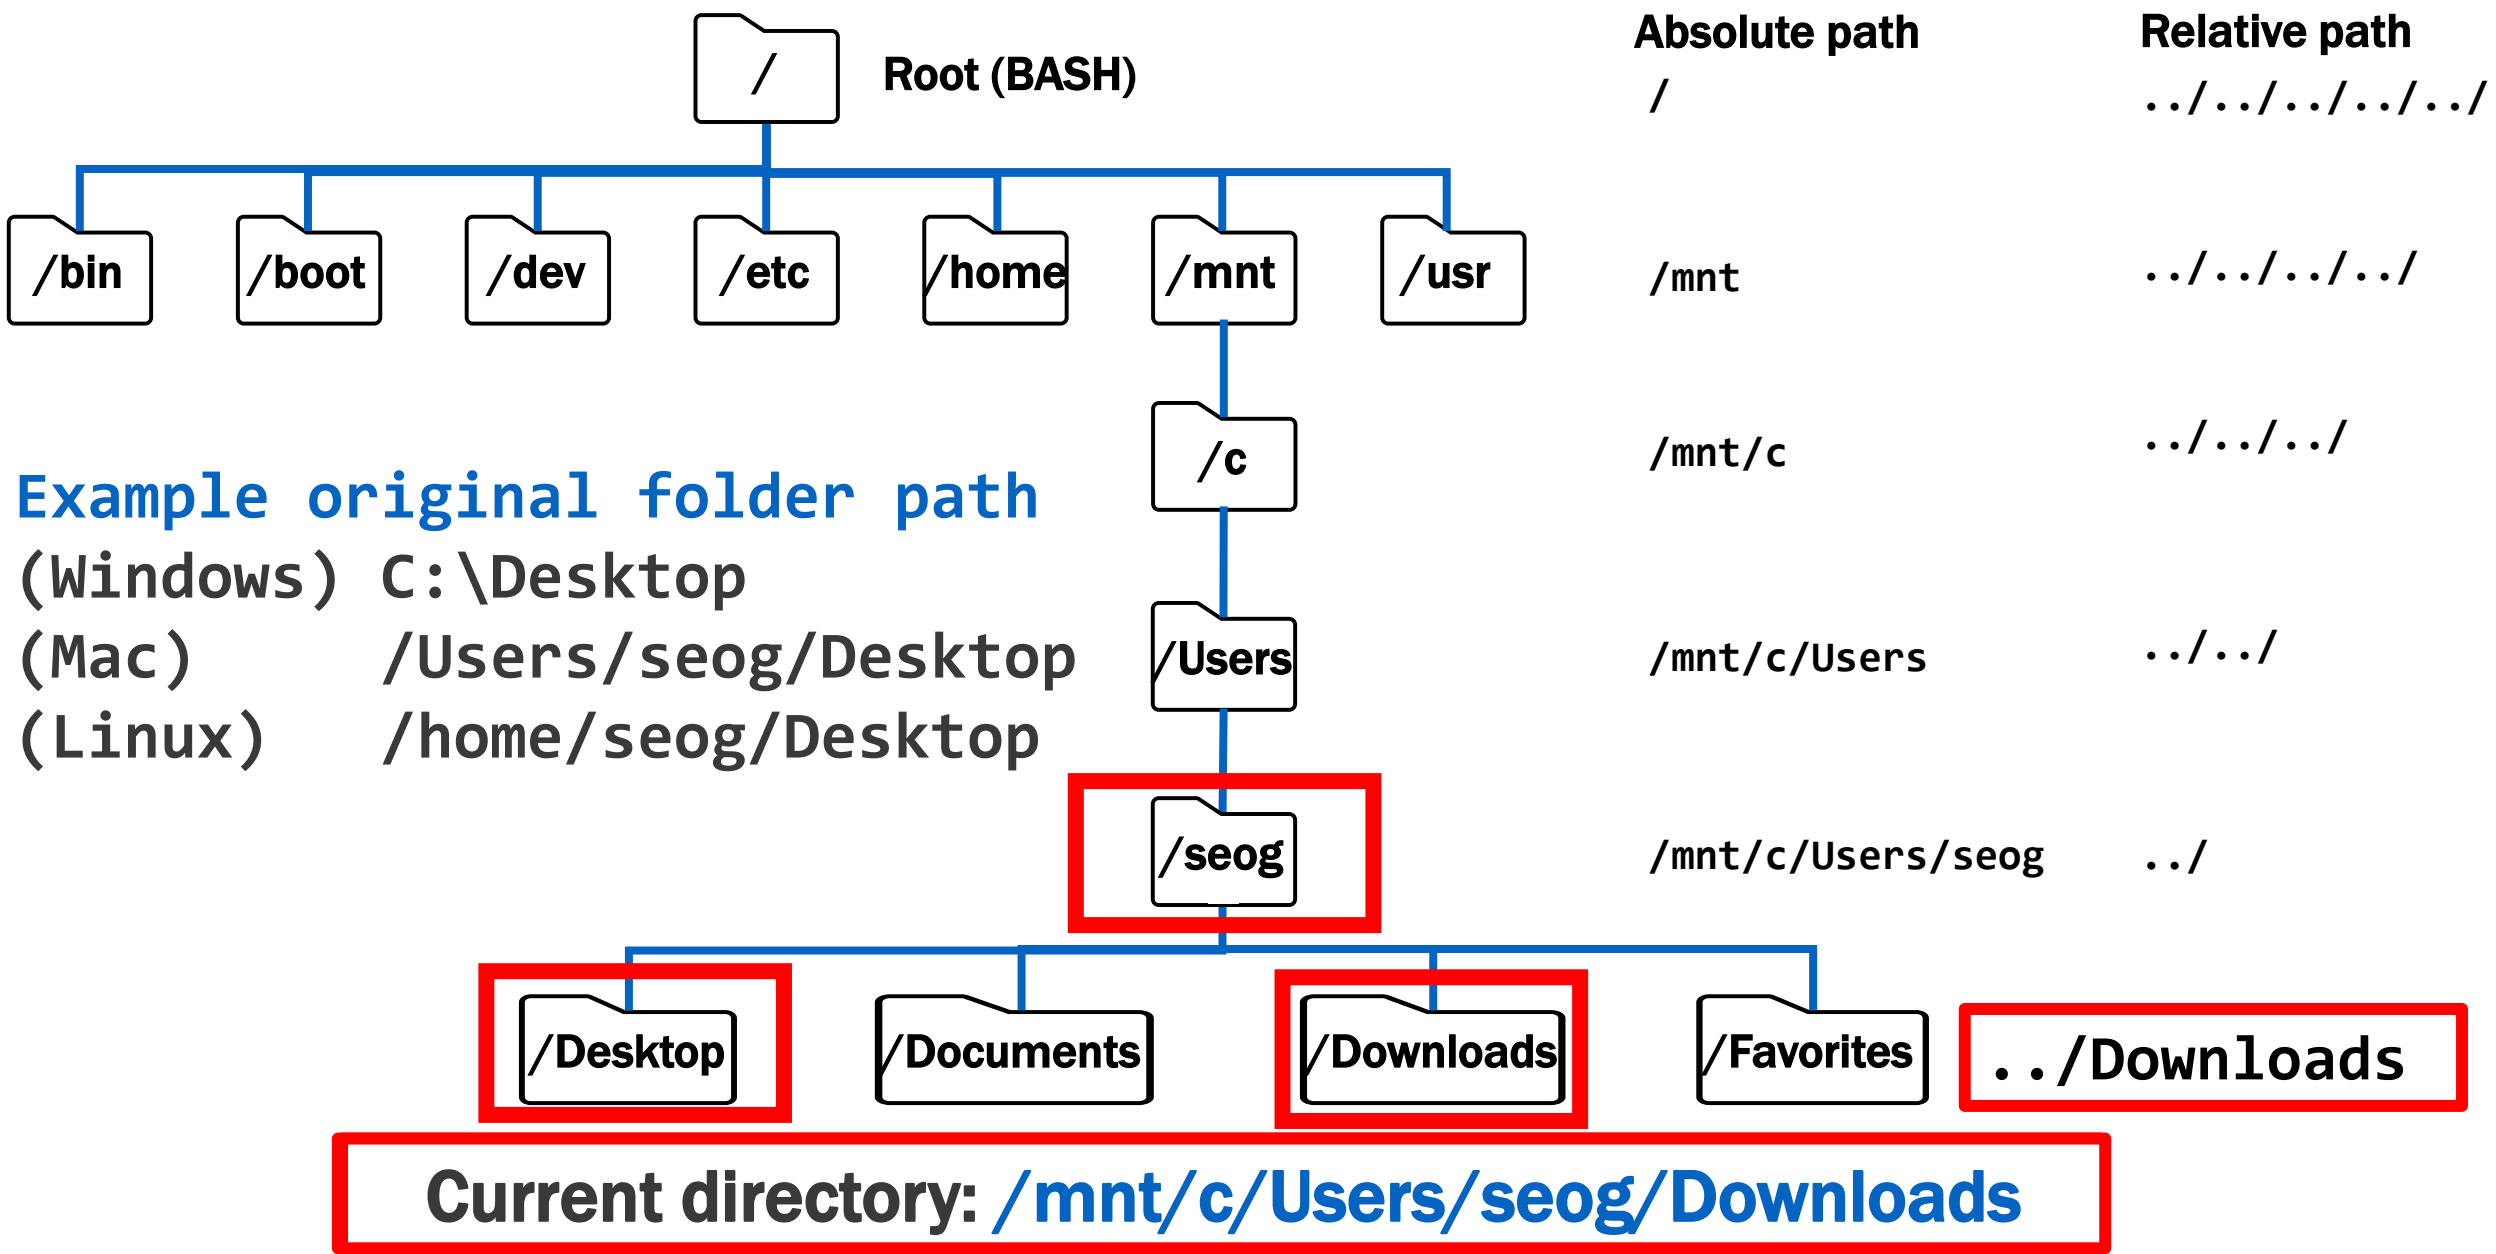 /
Root (BASH)
Absolute path
Relative path
/
../../../../../
/bin
/boot
/dev
/etc
/home
/mnt
/usr
/mnt
../../../../
/c
/mnt/c
../../../
Example original folder path
(Windows) C:\Desktop
(Mac) /Users/seog/Desktop
(Linux) /home/seog/Desktop
/Users
/mnt/c/Users
../../
/seog
/mnt/c/Users/seog
../
/Desktop
/Documents
/Downloads
/Favorites
../Downloads
Current directory: /mnt/c/Users/seog/Downloads